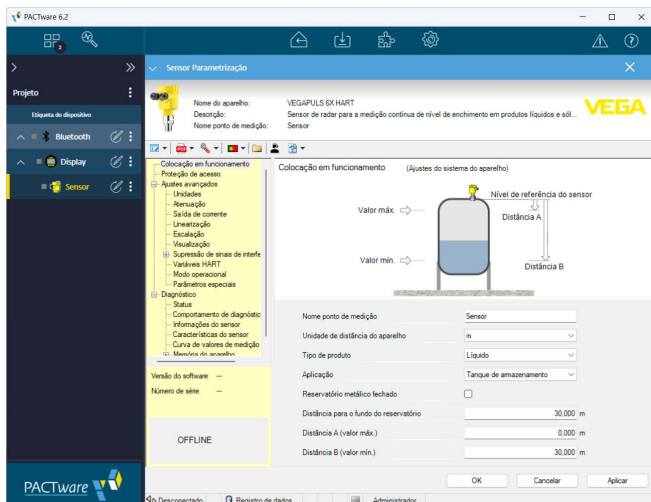 PACTware 6.2
2
Sensor Parametrização
Projeto
Etiqueta do dispositivo
Bluetooth
Display
Sensor
Nome do aparelho: VEGAPULS 6X HART
Descrição: Sensor de radar para a medição contínua de nível de enchimento em produtos líquidos e sól...
Nome ponto de medição: Sensor
VEGA
Colocação em funcionamento
Proteção de acesso
Ajustes avançados
Unidades
Atenuação
Saída de corrente
Linearização
Escalação
Visualização
Supressão de sinais de interfe
Variáveis HART
Modo operacional
Parâmetros especiais
Diagnóstico
Status
Comportamento de diagnóstic
Informações do sensor
Características do sensor
Curva de valores de medição
Memória do aparelho
Versão do software ---
Número de série ---
OFFLINE
Colocação em funcionamento (Ajustes do sistema do aparelho)
Nível de referência do sensor
Valor máx.
Distância A
Valor mín.
Distância B
Nome ponto de medição Sensor
Unidade de distância do aparelho m
Tipo de produto Líquido
Aplicação Tanque de armazenamento
Reservatório metálico fechado
Distância para o fundo do reservatório 30,000 m
Distância A (valor máx.) 0,000 m
Distância B (valor mín.) 30,000 m
OK Cancelar Aplicar
Desconectado Registro de dados Administrador
PACTware